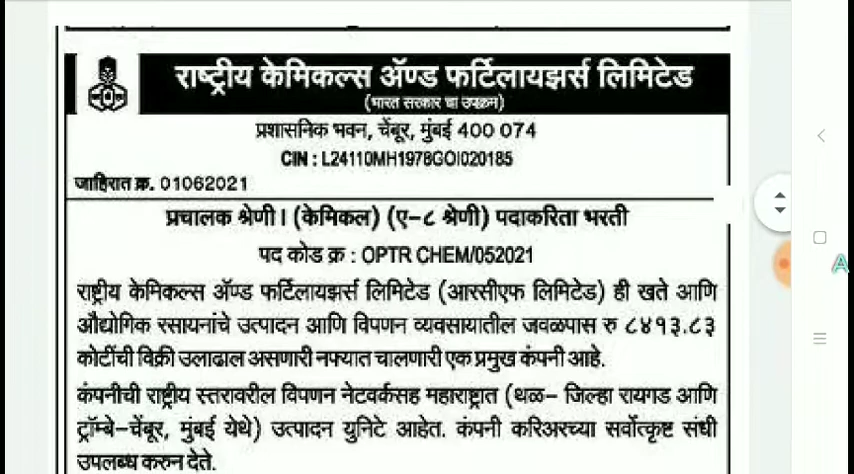 राष्ट्रीय केमिकल्स ॲण्ड फर्टिलायझर्स लिमिटेड
(भारत सरकार चा उपक्रम)
प्रशासनिक भवन, चेंबूर, मुंबई 400 074
CIN : L24110MH1978GOI020185
जाहिरात क्र. 01062021
प्रचालक श्रेणी I (केमिकल) (ए-८ श्रेणी) पदाकरिता भरती
पद कोड क्र : OPTR CHEM/052021
राष्ट्रीय केमिकल्स ॲण्ड फर्टिलायझर्स लिमिटेड (आरसीएफ लिमिटेड) ही खते आणि
औद्योगिक रसायनांचे उत्पादन आणि विपणन व्यवसायातील जवळपास रु ८४१३.८३
कोटींची विक्री उलाढाल असणारी नफ्यात चालणारी एक प्रमुख कंपनी आहे.
कंपनीची राष्ट्रीय स्तरावरील विपणन नेटवर्कसह महाराष्ट्रात (थळ- जिल्हा रायगड आणि
ट्रॉम्बे-चेंबूर, मुंबई येथे) उत्पादन युनिटे आहेत. कंपनी करिअरच्या सर्वोत्कृष्ट संधी
उपलब्ध करुन देते.
A